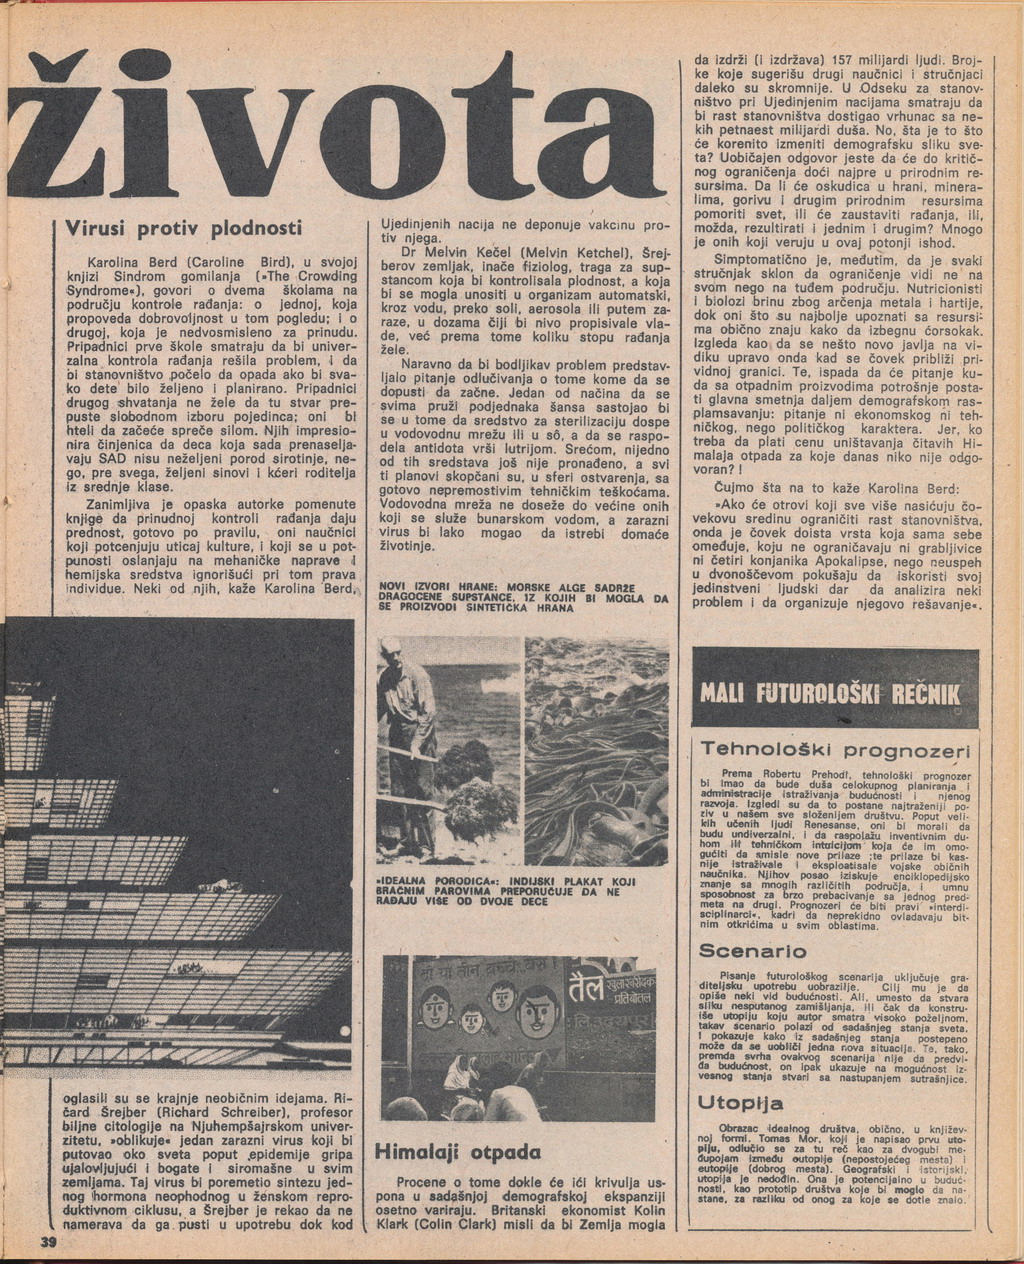 života
Virusi protiv plodnosti
Karolina Berd (Caroline Bird), u svojoj
knjizi Sindrom gomilanja (»The Crowding
Syndrome«), govori o dvema školama na
području kontrole rađanja: o jednoj, koja
propoveda dobrovoljnost u tom pogledu; i o
drugoj, koja je nedvosmisleno za prinudu.
Pripadnici prve škole smatraju da bi univer-
zalna kontrola rađanja rešila problem, i da
bi stanovništvo počelo da opada ako bi sva-
ko dete bilo željeno i planirano. Pripadnici
drugog shvatanja ne žele da tu stvar pre-
puste slobodnom izboru pojedinca; oni bi
hteli da začeće spreče silom. Njih impresio-
nira činjenica da deca koja sada prenaselja-
vaju SAD nisu neželjeni porod sirotinje, ne-
go, pre svega, željeni sinovi i kćeri roditelja
iz srednje klase.
Zanimljiva je opaska autorke pomenute
knjige da prinudnoj kontroli rađanja daju
prednost, gotovo po pravilu, oni naučnici
koji potcenjuju uticaj kulture, i koji se u pot-
punosti oslanjaju na mehaničke naprave i
hemijska sredstva ignorišući pri tom prava
individue. Neki od njih, kaže Karolina Berd,
oglasili su se krajnje neobičnim idejama. Ri-
čard Šrejber (Richard Schreiber), profesor
biljne citologije na Njuhempšajrskom univer-
zitetu, »oblikuje« jedan zarazni virus koji bi
putovao oko sveta poput epidemije gripa
ujalovljujući i bogate i siromašne u svim
zemljama. Taj virus bi poremetio sintezu jed-
nog hormona neophodnog u ženskom repro-
duktivnom ciklusu, a Šrejber je rekao da ne
namerava da ga pusti u upotrebu dok kod
39
Ujedinjenih nacija ne deponuje vakcinu pro-
tiv njega.
Dr Melvin Kečel (Melvin Ketchel), Šrej-
berov zemljak, inače fiziolog, traga za sup-
stancom koja bi kontrolisala plodnost, a koja
bi se mogla unositi u organizam automatski,
kroz vodu, preko soli, aerosola ili putem za-
raze, u dozama čiji bi nivo propisivale vla-
de, već prema tome koliku stopu rađanja
žele.
Naravno da bi bodljikav problem predstav-
ljalo pitanje odlučivanja o tome kome da se
dopusti da začne. Jedan od načina da se
svima pruži podjednaka šansa sastojao bi
se u tome da sredstvo za sterilizaciju dospe
u vodovodnu mrežu ili u sô, a da se raspo-
dela antidota vrši lutrijom. Srećom, nijedno
od tih sredstava još nije pronađeno, a svi
ti planovi skopčani su, u sferi ostvarenja, sa
gotovo nepremostivim tehničkim teškoćama.
Vodovodna mreža ne doseže do većine onih
koji se služe bunarskom vodom, a zarazni
virus bi lako mogao da istrebi domaće
životinje.
NOVI IZVORI HRANE: MORSKE ALGE SADRŽE
DRAGOCENE SUPSTANCE, IZ KOJIH BI MOGLA DA
SE PROIZVODI SINTETIČKA HRANA
»IDEALNA PORODICA«: INDIJSKI PLAKAT KOJI
BRAČNIM PAROVIMA PREPORUČUJE DA NE
RAĐAJU VIŠE OD DVOJE DECE
दो या तीन बच्चे बस
तैल
Himalaji otpada
Procene o tome dokle će ići krivulja us-
pona u sadašnjoj demografskoj ekspanziji
osetno variraju. Britanski ekonomist Kolin
Klark (Colin Clark) misli da bi Zemlja mogla
da izdrži (i izdržava) 157 milijardi ljudi. Broj-
ke koje sugerišu drugi naučnici i stručnjaci
daleko su skromnije. U Odseku za stanov-
ništvo pri Ujedinjenim nacijama smatraju da
bi rast stanovništva dostigao vrhunac sa ne-
kih petnaest milijardi duša. No, šta je to što
će korenito izmeniti demografsku sliku sve-
ta? Uobičajen odgovor jeste da će do kritič-
nog ograničenja doći najpre u prirodnim re-
sursima. Da li će oskudica u hrani, minera-
lima, gorivu i drugim prirodnim resursima
pomoriti svet, ili će zaustaviti rađanja, ili,
možda, rezultirati i jednim i drugim? Mnogo
je onih koji veruju u ovaj potonji ishod.
Simptomatično je, međutim, da je svaki
stručnjak sklon da ograničenje vidi ne na
svom nego na tuđem području. Nutricionisti
i biolozi brinu zbog arčenja metala i hartije,
dok oni što su najbolje upoznati sa resursi-
ma obično znaju kako da izbegnu ćorsokak.
Izgleda kao da se nešto novo javlja na vi-
diku upravo onda kad se čovek približi pri-
vidnoj granici. Te, ispada da će pitanje ku-
da sa otpadnim proizvodima potrošnje posta-
ti glavna smetnja daljem demografskom ras-
plamsavanju: pitanje ni ekonomskog ni teh-
ničkog, nego političkog karaktera. Jer, ko
treba da plati cenu uništavanja čitavih Hi-
malaja otpada za koje danas niko nije odgo-
voran?!
Čujmo šta na to kaže Karolina Berd:
»Ako će otrovi koji sve više nasićuju čo-
vekovu sredinu ograničiti rast stanovništva,
onda je čovek doista vrsta koja sama sebe
omeđuje, koju ne ograničavaju ni grabljivice
ni četiri konjanika Apokalipse, nego neuspeh
u dvonoščevom pokušaju da iskoristi svoj
jedinstveni ljudski dar da analizira neki
problem i da organizuje njegovo rešavanje«.
MALI FUTUROLOŠKI REČNIK
Tehnološki prognozeri
Prema Robertu Prehodi, tehnološki prognozer
bi imao da bude duša celokupnog planiranja i
administracije istraživanja budućnosti i njenog
razvoja. Izgledi su da to postane najtraženiji po-
ziv u našem sve složenijem društvu. Poput veli-
kih učenih ljudi Renesanse, oni bi morali da
budu undiverzalni, i da raspolažu inventivnim du-
hom ili tehničkom intuicijom koja će im omo-
gućiti da smisle nove prilaze :te prilaze bi kas-
nije istraživale i eksploatisale vojske običnih
naučnika. Njihov posao iziskuje enciklopedijsko
znanje sa mnogih različitih područja, i umnu
sposobnost za brzo prebacivanje sa jednog pred-
meta na drugi. Prognozeri će biti pravi »interdi-
sciplinarci«, kadri da neprekidno ovladavaju bit-
nim otkrićima u svim oblastima.
Scenario
Pisanje futurološkog scenarija uključuje gra-
diteljsku upotrebu uobrazilje. Cilj mu je da
opiše neki vid budućnosti. Ali, umesto da stvara
sliku nesputanog zamišljanja, ili čak da konstru-
iše utopiju koju autor smatra visoko poželjnom,
takav scenario polazi od sadašnjeg stanja sveta.
I pokazuje kako iz sadašnjeg stanja postepeno
može da se uobliči jedna nova situacija. Te, tako,
premda svrha ovakvog scenarija nije da predvi-
đa budućnost, on ipak ukazuje na mogućnost iz-
vesnog stanja stvari sa nastupanjem sutrašnjice.
Utopija
Obrazac idealnog društva, obično, u književ-
noj formi. Tomas Mor, koji je napisao prvu uto-
piju, odlučio se za tu reč kao za dvogubi me-
đupojam između outopije (nepostojećeg mesta) i
eutopije (dobrog mesta). Geografski i istorijski,
utopija je nedođin. Ona je potencijalno u buduć-
nosti, kao prototip društva koje bi moglo da na-
stane, za razliku od onog za koje se dotle znalo.